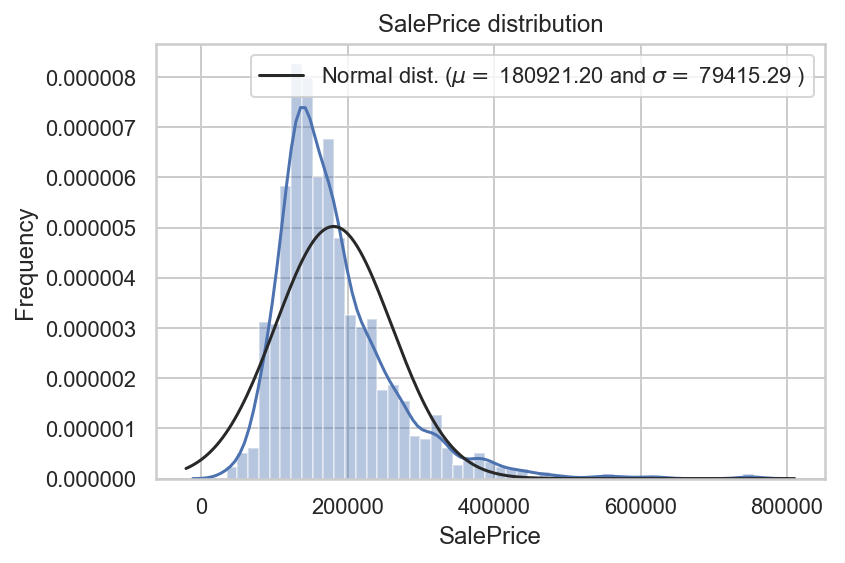 SalePrice distribution
Normal dist. (μ = 180921.20 and σ = 79415.29 )
0.000008
0.000007
0.000006
0.000005
0.000004
0.000003
0.000002
0.000001
0.000000
Frequency
0 200000 400000 600000 800000
SalePrice